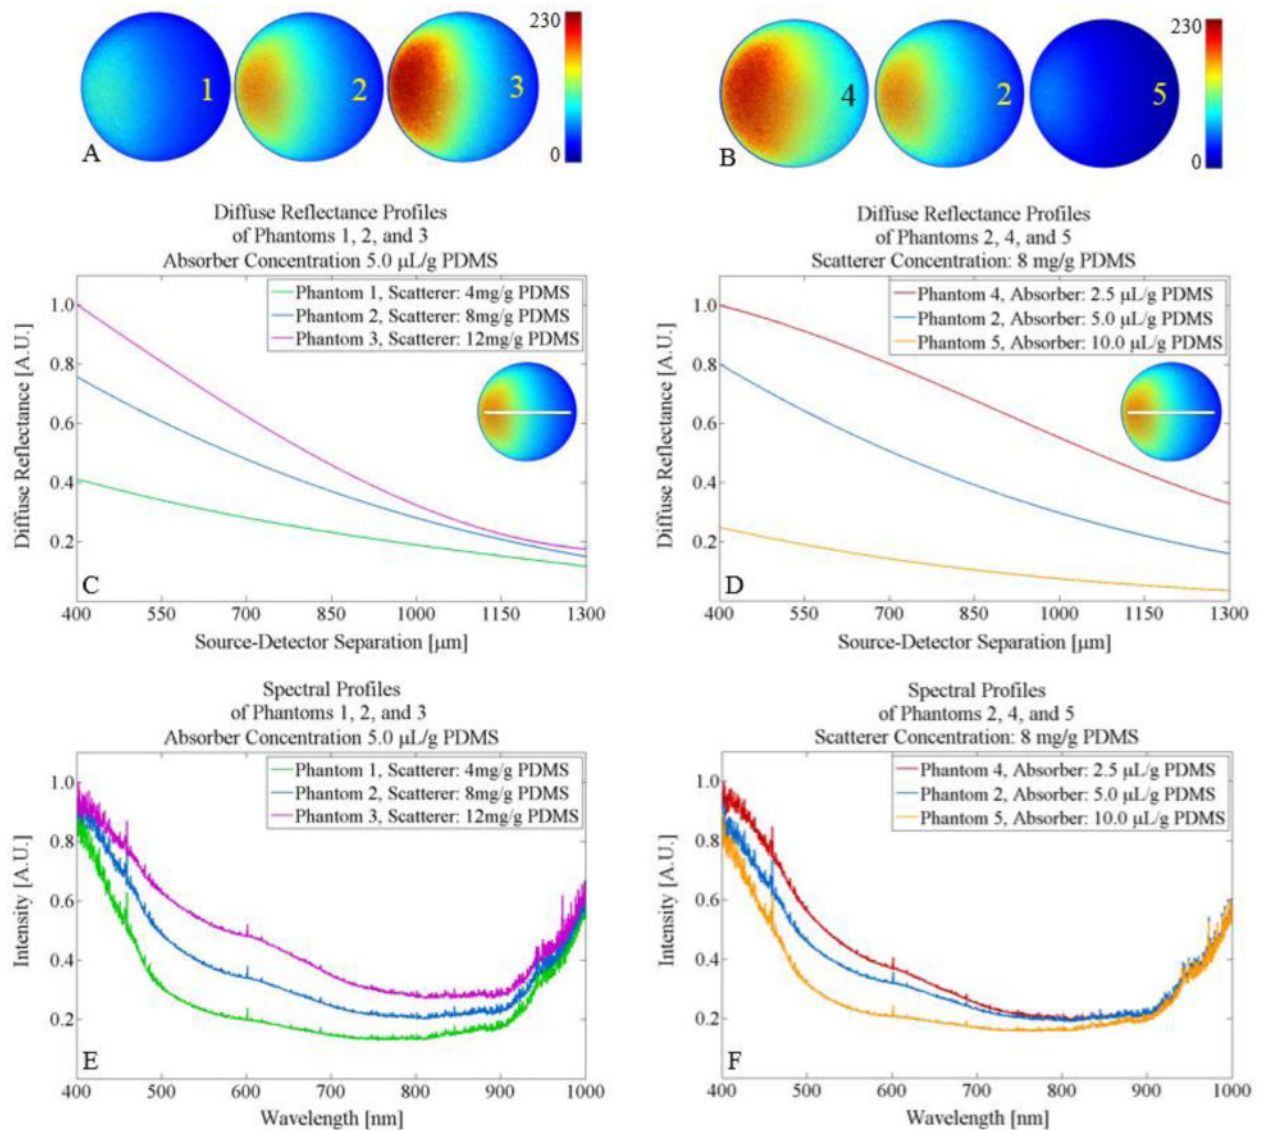 230
1
2
3
0
A
230
4
2
5
0
B
Diffuse Reflectance Profiles
of Phantoms 1, 2, and 3
Absorber Concentration 5.0 µL/g PDMS
Phantom 1, Scatterer: 4mg/g PDMS
Phantom 2, Scatterer: 8mg/g PDMS
Phantom 3, Scatterer: 12mg/g PDMS
Diffuse Reflectance [A.U.]
1.0
0.8
0.6
0.4
0.2
C
400 550 700 850 1000 1150 1300
Source-Detector Separation [µm]
Diffuse Reflectance Profiles
of Phantoms 2, 4, and 5
Scatterer Concentration: 8 mg/g PDMS
Phantom 4, Absorber: 2.5 µL/g PDMS
Phantom 2, Absorber: 5.0 µL/g PDMS
Phantom 5, Absorber: 10.0 µL/g PDMS
Diffuse Reflectance [A.U.]
1.0
0.8
0.6
0.4
0.2
D
400 550 700 850 1000 1150 1300
Source-Detector Separation [µm]
Spectral Profiles
of Phantoms 1, 2, and 3
Absorber Concentration 5.0 µL/g PDMS
Phantom 1, Scatterer: 4mg/g PDMS
Phantom 2, Scatterer: 8mg/g PDMS
Phantom 3, Scatterer: 12mg/g PDMS
Intensity [A.U.]
1.0
0.8
0.6
0.4
0.2
E
400 500 600 700 800 900 1000
Wavelength [nm]
Spectral Profiles
of Phantoms 2, 4, and 5
Scatterer Concentration: 8 mg/g PDMS
Phantom 4, Absorber: 2.5 µL/g PDMS
Phantom 2, Absorber: 5.0 µL/g PDMS
Phantom 5, Absorber: 10.0 µL/g PDMS
Intensity [A.U.]
1.0
0.8
0.6
0.4
0.2
F
400 500 600 700 800 900 1000
Wavelength [nm]